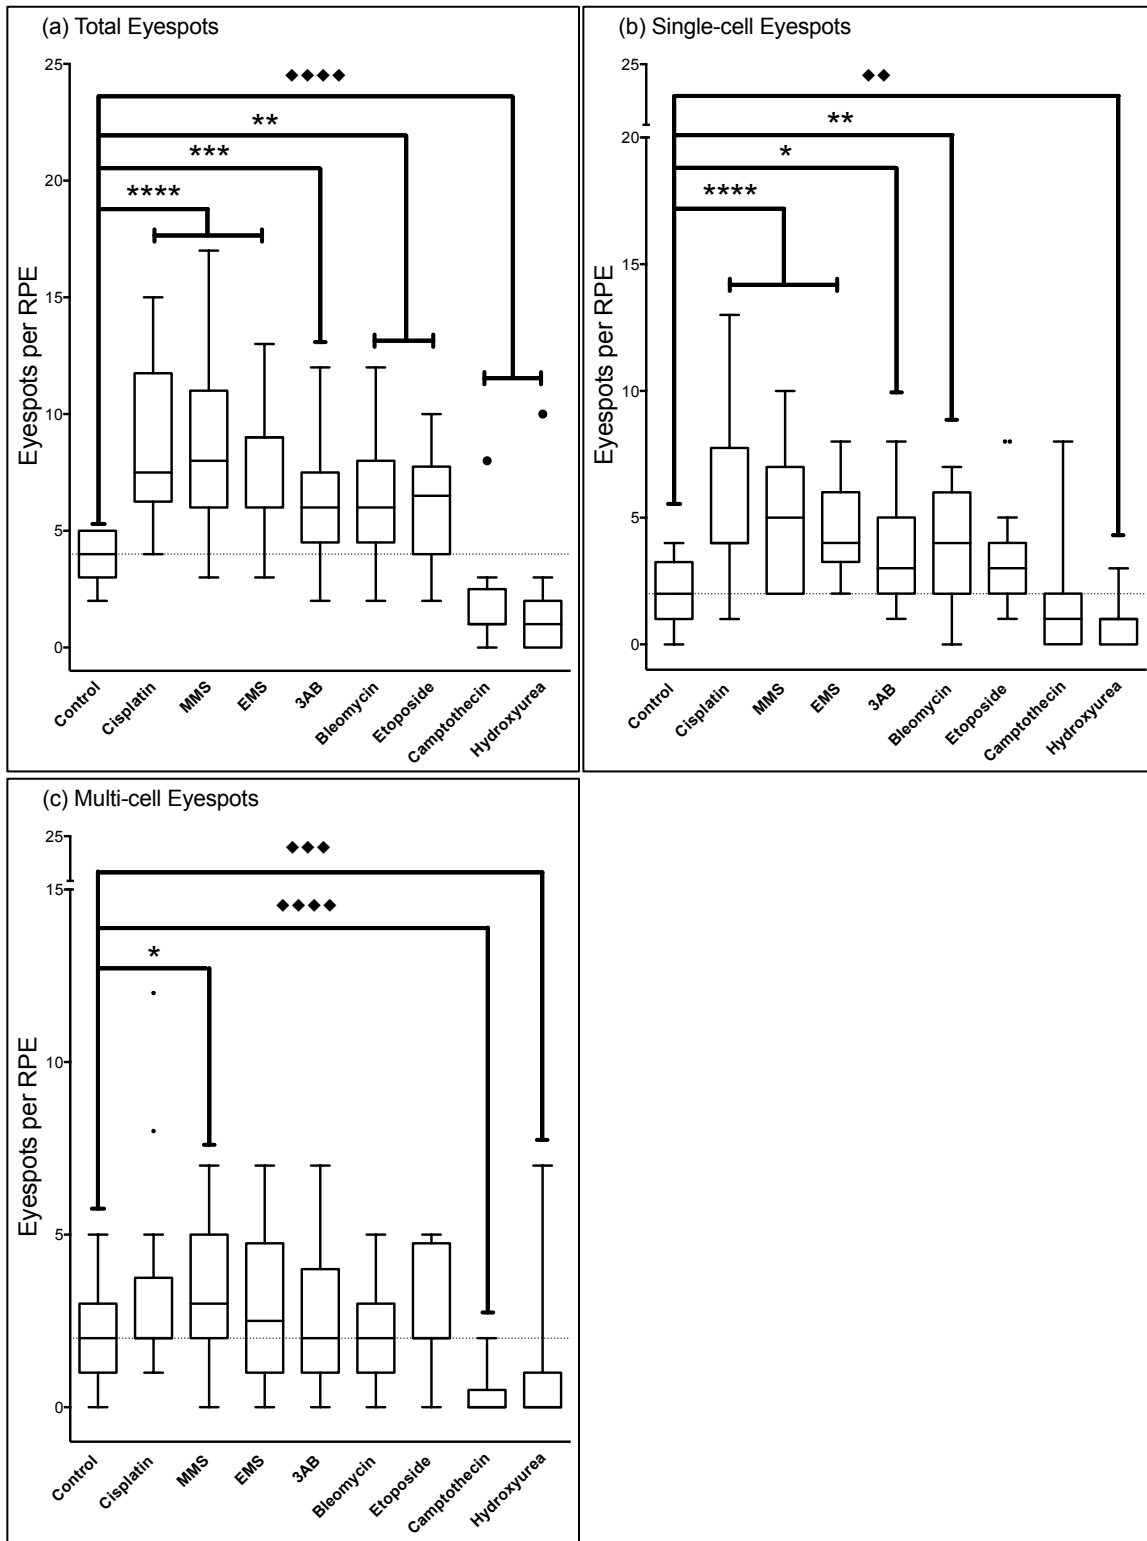 (a) Total Eyespots
Eyespots per RPE
25
20
15
10
5
0
****
***
**
◆◆◆◆
Control
Cisplatin
MMS
EMS
3AB
Bleomycin
Etoposide
Camptothecin
Hydroxyurea
(b) Single-cell Eyespots
Eyespots per RPE
25
20
15
10
5
0
****
*
**
◆◆
Control
Cisplatin
MMS
EMS
3AB
Bleomycin
Etoposide
Camptothecin
Hydroxyurea
(c) Multi-cell Eyespots
Eyespots per RPE
25
15
10
5
0
*
◆◆◆◆
◆◆◆
Control
Cisplatin
MMS
EMS
3AB
Bleomycin
Etoposide
Camptothecin
Hydroxyurea